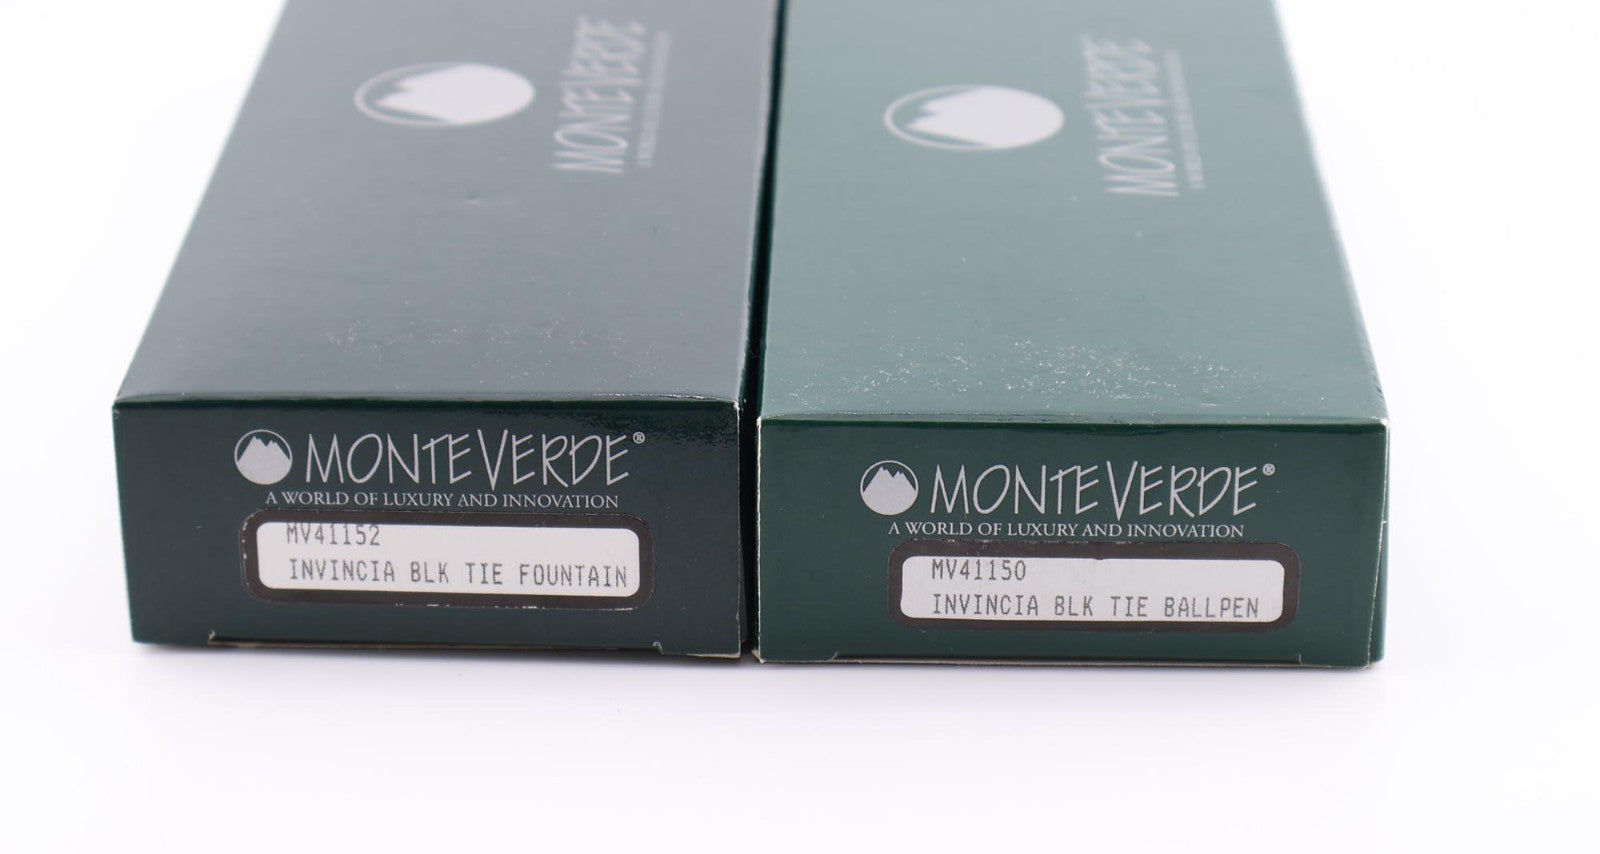 MONTEVERDE
MONTEVERDE
MONTEVERDE®
A WORLD OF LUXURY AND INNOVATION
MV41152
INVINCIA BLK TIE FOUNTAIN
MONTEVERDE®
A WORLD OF LUXURY AND INNOVATION
MV41150
INVINCIA BLK TIE BALLPEN